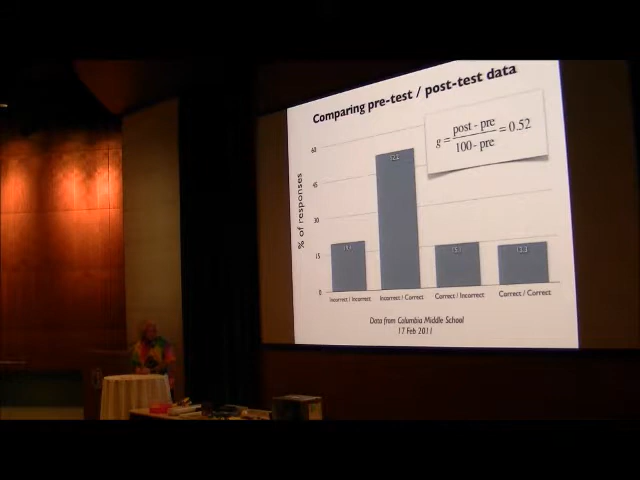 Comparing pre-test / post-test data
g = post - pre / 100 - pre = 0.52
% of responses
60
45
30
15
0
Incorrect / Incorrect
Incorrect / Correct
Correct / Incorrect
Correct / Correct
Data from Columbia Middle School
17 Feb 2011